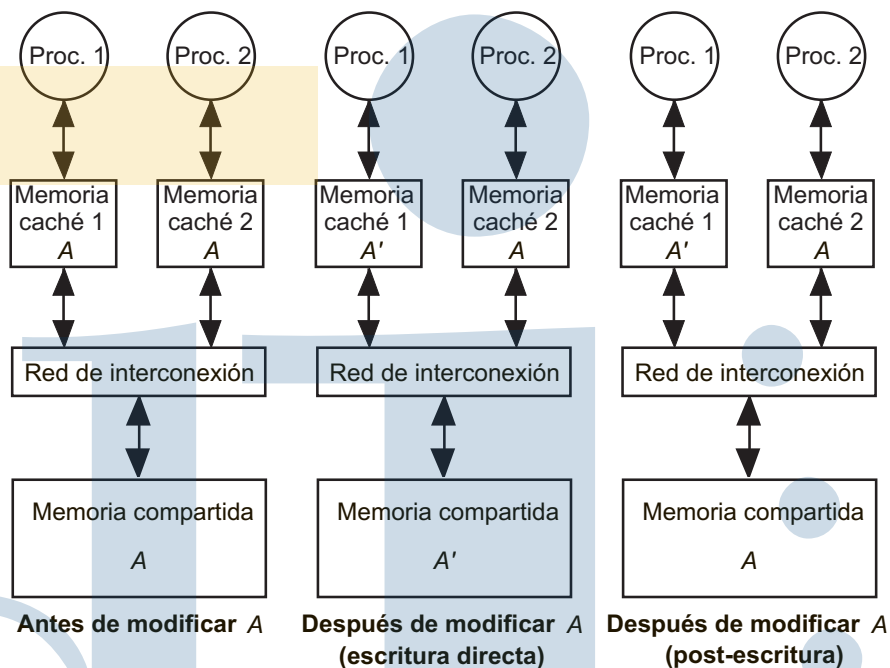 Proc. 1
Proc. 2
Proc. 1
Proc. 2
Proc. 1
Proc. 2
Memoria
caché 1
A
Memoria
caché 2
A
Memoria
caché 1
A'
Memoria
caché 2
A
Memoria
caché 1
A'
Memoria
caché 2
A
Red de interconexión
Red de interconexión
Red de interconexión
Memoria compartida
A
Memoria compartida
A'
Memoria compartida
A
Antes de modificar A
Después de modificar A
(escritura directa)
Después de modificar A
(post-escritura)